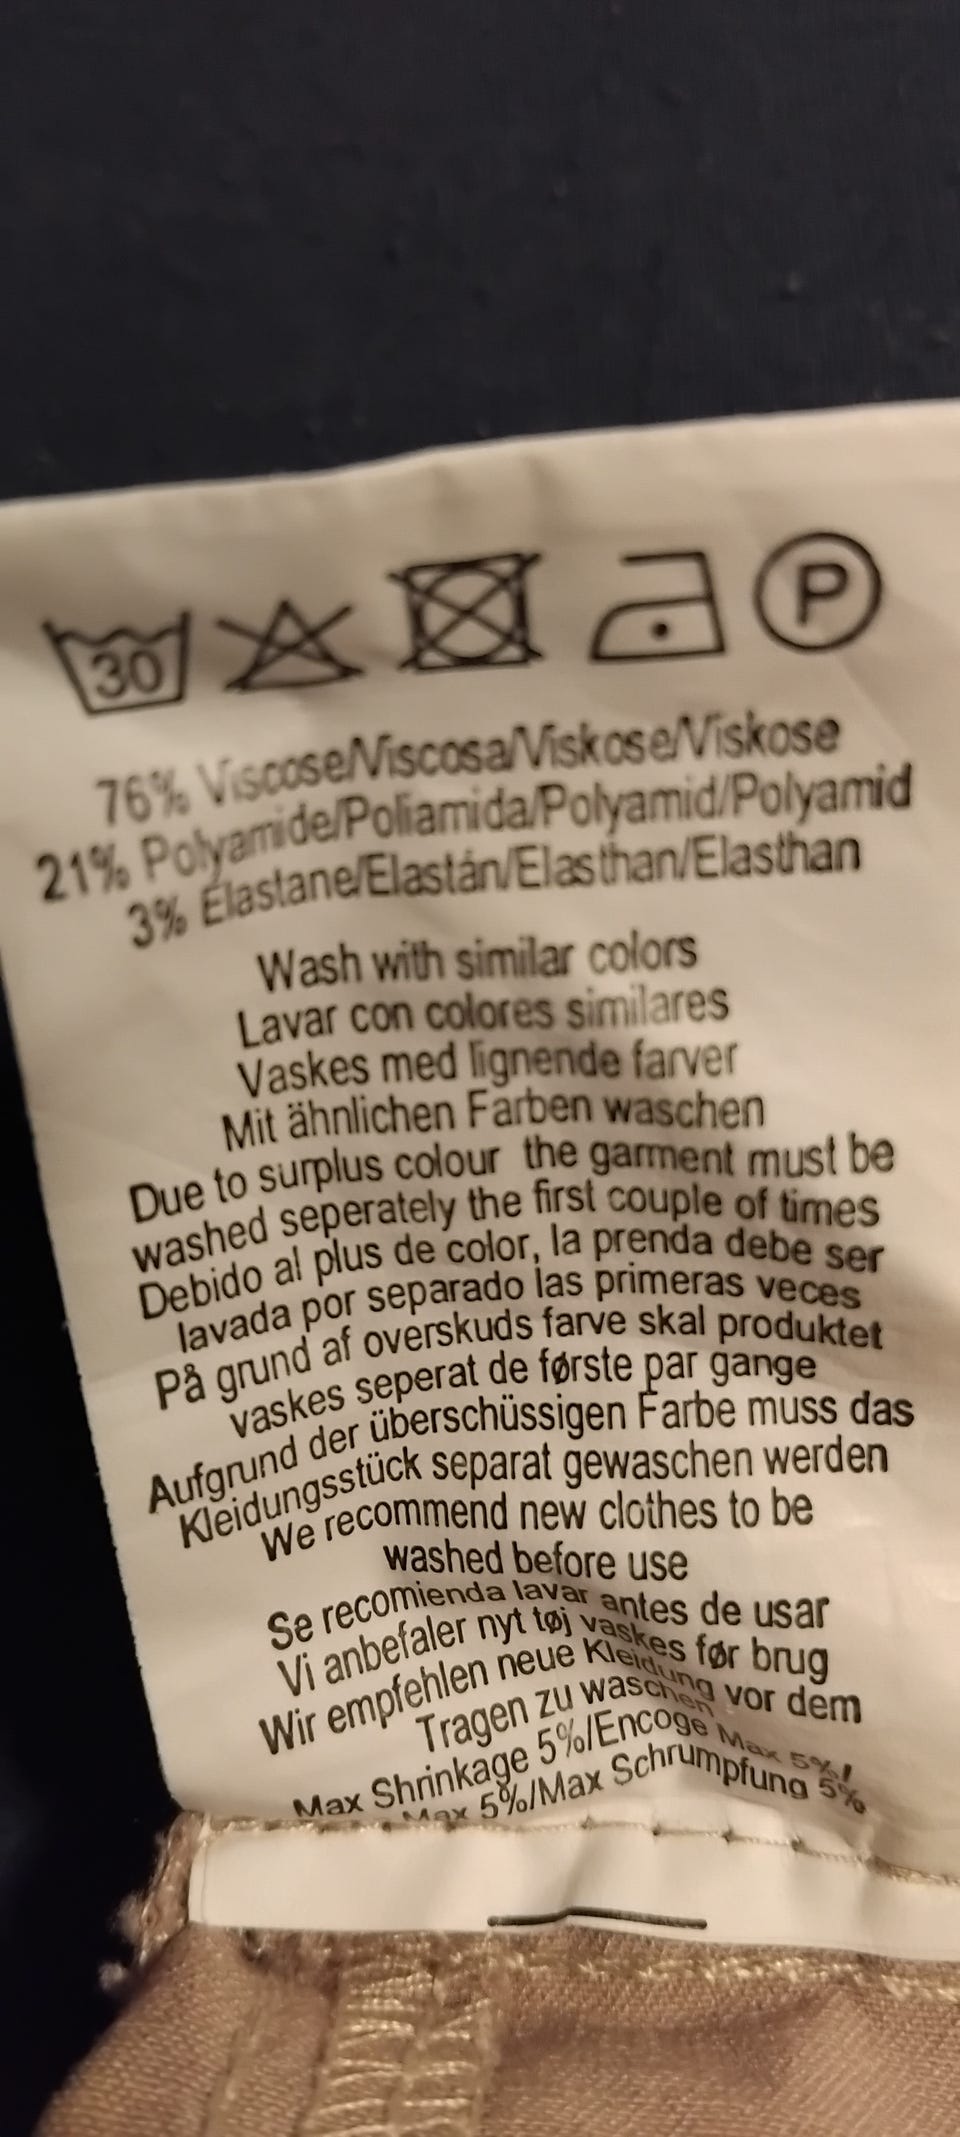 30
P
76% Viscose/Viscosa/Viskose/Viskose
21% Polyamide/Poliamida/Polyamid/Polyamid
3% Elastane/Elastán/Elasthan/Elasthan
Wash with similar colors
Lavar con colores similares
Vaskes med lignende farver
Mit ähnlichen Farben waschen
Due to surplus colour the garment must be
washed seperately the first couple of times
Debido al plus de color, la prenda debe ser
lavada por separado las primeras veces
På grund af overskuds farve skal produktet
vaskes seperat de første par gange
Aufgrund der überschüssigen Farbe muss das
Kleidungsstück separat gewaschen werden
We recommend new clothes to be
washed before use
Se recomienda lavar antes de usar
Vi anbefaler nyt tøj vaskes før brug
Wir empfehlen neue Kleidung vor dem
Tragen zu waschen
Max Shrinkage 5%/Encoge Max 5%/
Max 5%/Max Schrumpfung 5%